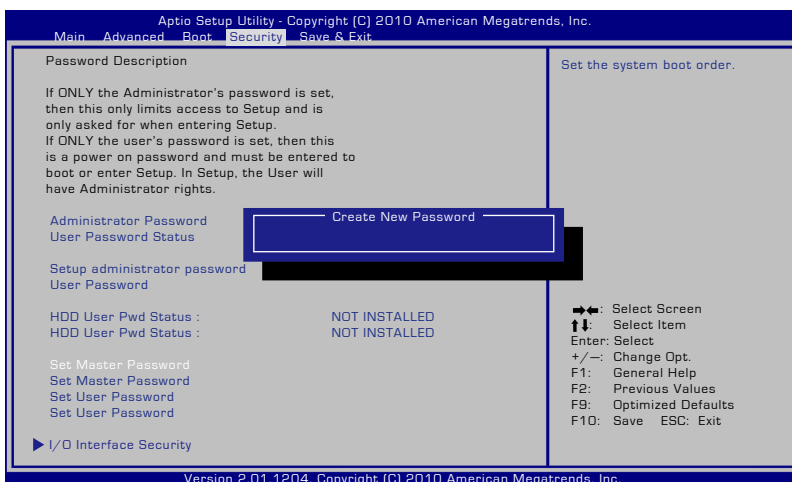 Aptio Setup Utility - Copyright (C) 2010 American Megatrends, Inc.
Main Advanced Boot Security Save & Exit
Password Description
If ONLY the Administrator's password is set,
then this only limits access to Setup and is
only asked for when entering Setup.
If ONLY the user's password is set, then this
is a power on password and must be entered to
boot or enter Setup. In Setup, the User will
have Administrator rights.
Administrator Password
User Password Status
Create New Password
Setup administrator password
User Password
HDD User Pwd Status : NOT INSTALLED
HDD User Pwd Status : NOT INSTALLED
Set Master Password
Set Master Password
Set User Password
Set User Password
I/O Interface Security
Set the system boot order.
→←: Select Screen
↑↓: Select Item
Enter: Select
+/—: Change Opt.
F1: General Help
F2: Previous Values
F9: Optimized Defaults
F10: Save ESC: Exit
Version 2.01.1204. Copyright (C) 2010 American Megatrends, Inc.